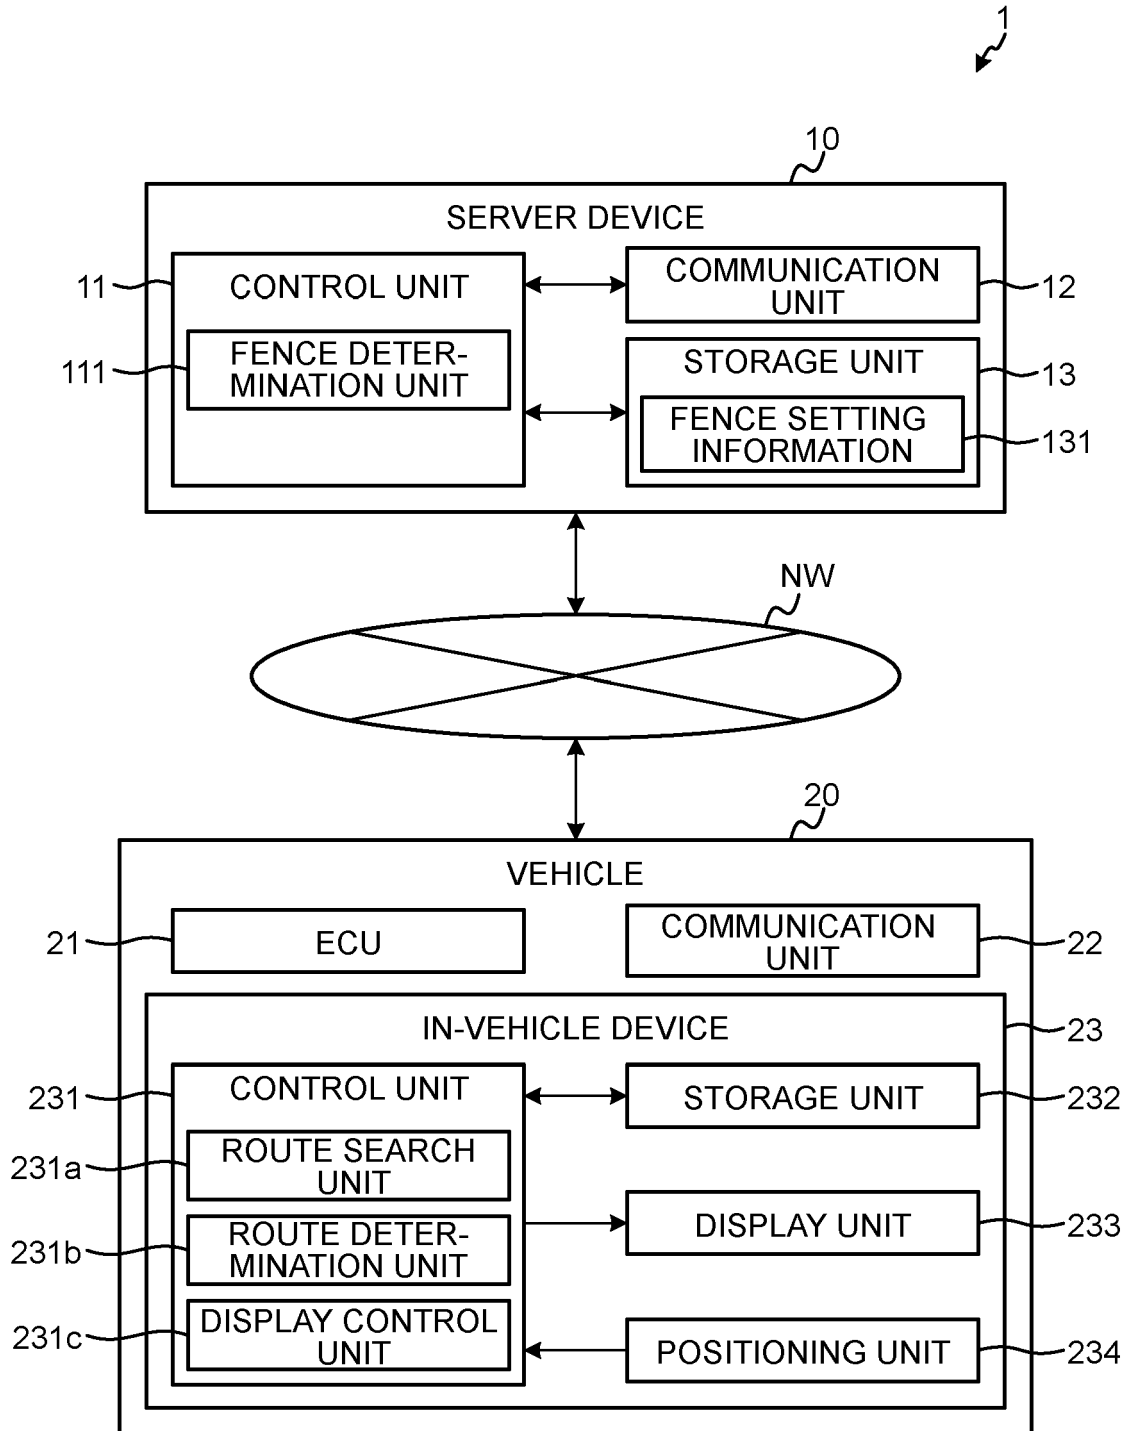 1
10
SERVER DEVICE
11
CONTROL UNIT
COMMUNICATION
UNIT
12
111
FENCE DETER-
MINATION UNIT
STORAGE UNIT
13
FENCE SETTING
INFORMATION
131
NW
20
VEHICLE
21
ECU
COMMUNICATION
UNIT
22
IN-VEHICLE DEVICE
23
231
CONTROL UNIT
STORAGE UNIT
232
231a
ROUTE SEARCH
UNIT
231b
ROUTE DETER-
MINATION UNIT
DISPLAY UNIT
233
231c
DISPLAY CONTROL
UNIT
POSITIONING UNIT
234